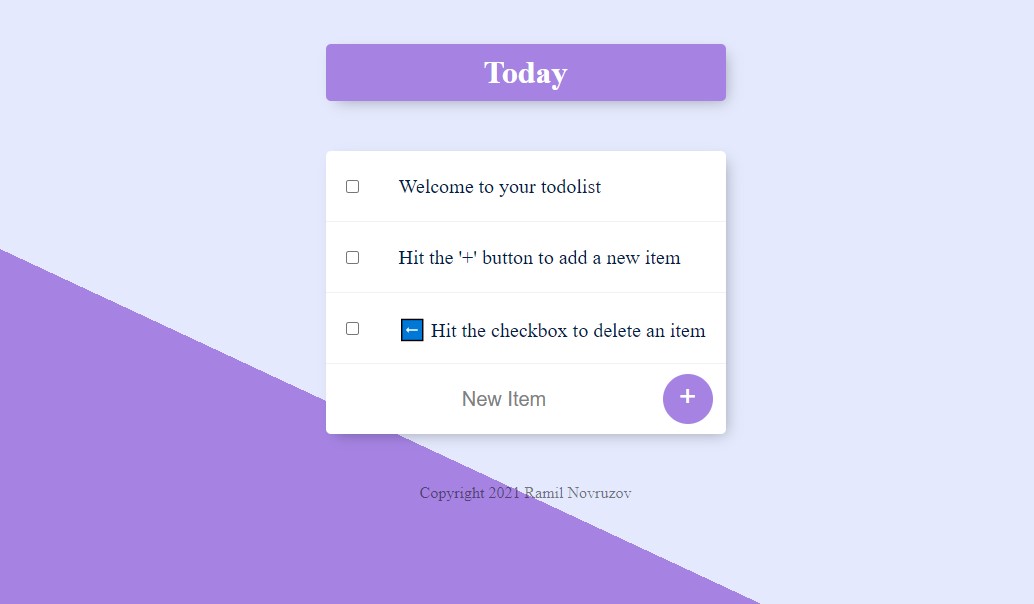 Today
Welcome to your todolist
Hit the '+' button to add a new item
⬅ Hit the checkbox to delete an item
New Item +
Copyright 2021 Ramil Novruzov